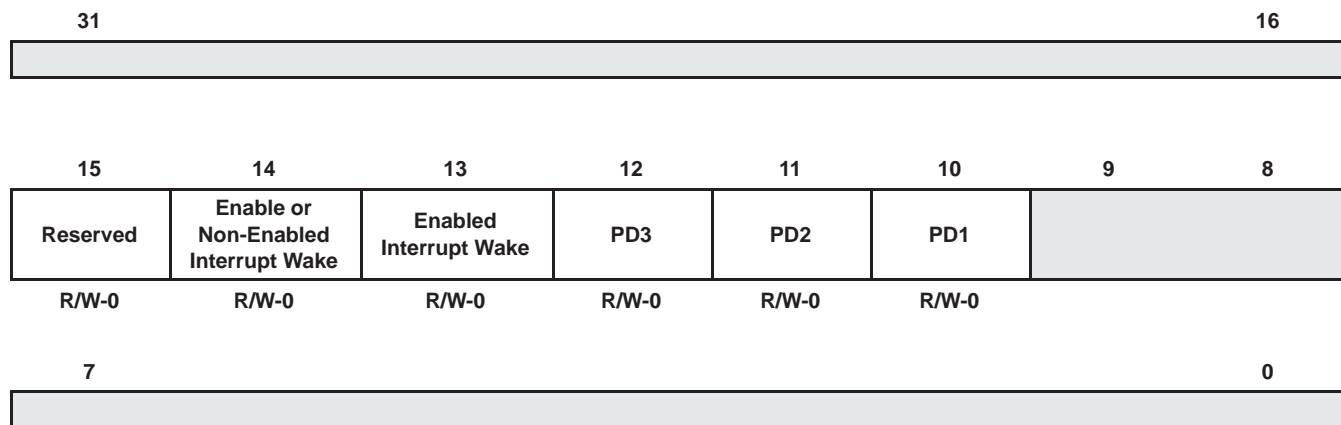 31 16
15 14 13 12 11 10 9 8
Reserved
Enable or
Non-Enabled
Interrupt Wake
Enabled
Interrupt Wake
PD3
PD2
PD1
R/W-0 R/W-0 R/W-0 R/W-0 R/W-0 R/W-0
7 0